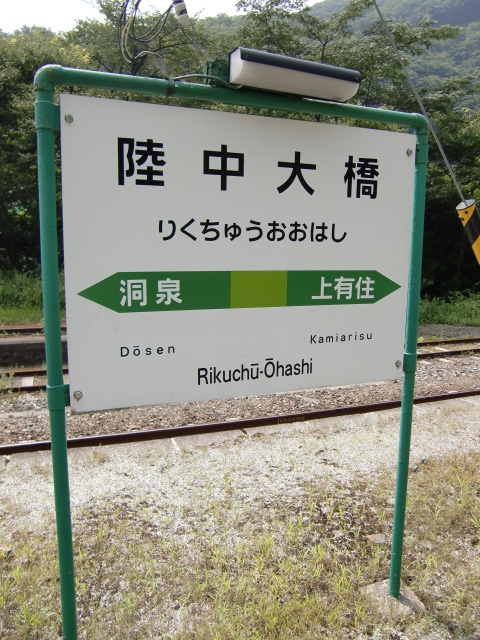 陸中大橋
りくちゅうおおはし
洞泉 上有住
Dōsen Kamiarisu
Rikuchū-Ōhashi